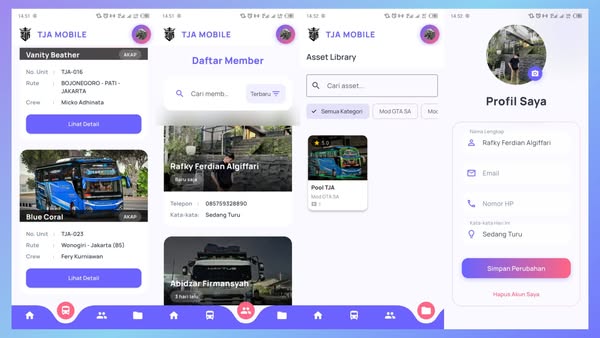 14.51
TJA MOBILE
Vanity Beather
AKAP
No. Unit : TJA-016
Rute : BOJONEGORO - PATI -
JAKARTA
Crew : Micko Adhinata
Lihat Detail
Blue Coral
AKAP
No. Unit : TJA-023
Rute : Wonogiri - Jakarta (B5)
Crew : Fery Kurniawan
Lihat Detail
14.51
TJA MOBILE
Daftar Member
Cari memb..
Terbaru
Rafky Ferdian Algiffari
Baru saja
Telepon : 085759328890
Kata-kata: Sedang Turu
Abidzar Firmansyah
3 hari lalu
14.52
TJA MOBILE
Asset Library
Cari asset...
Semua Kategori
Mod GTA SA
Mod
5.0
Pool TJA
Mod GTA SA
14.52
Profil Saya
Nama Lengkap
Rafky Ferdian Algiffari
Email
Nomor HP
Kata-kata Hari Ini
Sedang Turu
Simpan Perubahan
Hapus Akun Saya